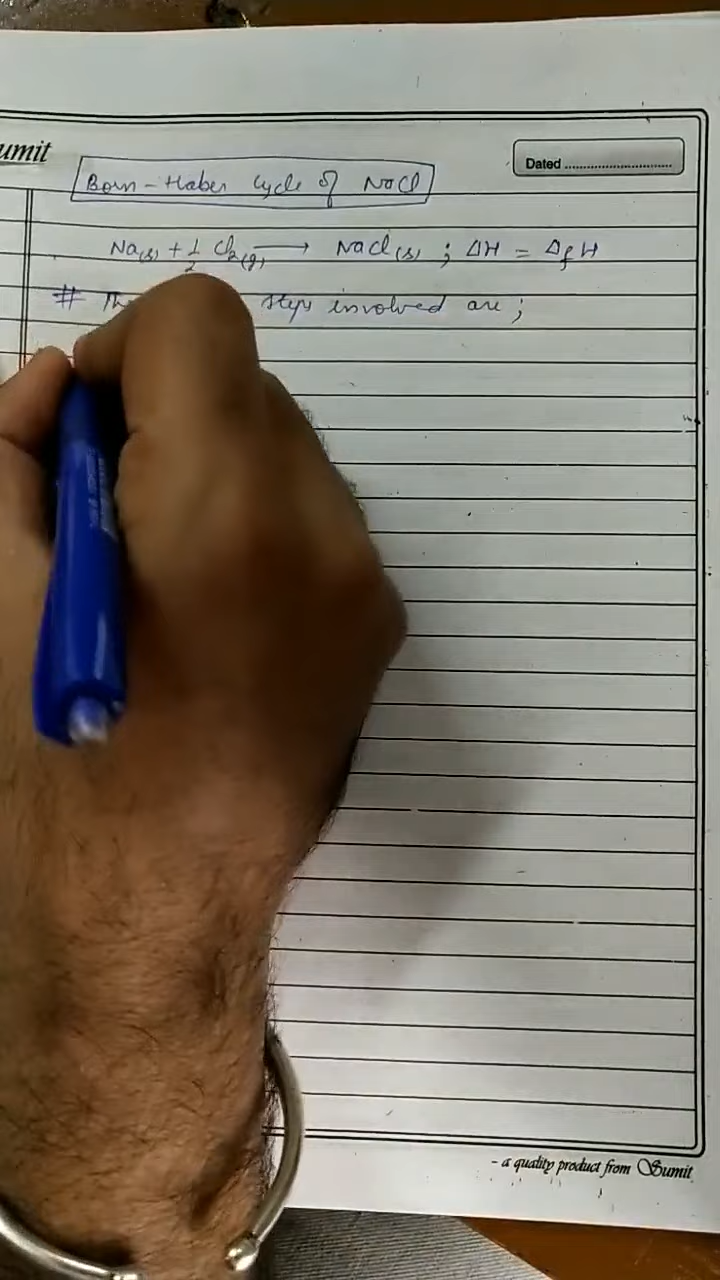 Sumit
Dated
Born-Haber Cycle of NaCl
Na(s) + 1/2 Cl2(g) ⟶ NaCl(s) ; ΔH = ΔfH
# steps involved are ;
- a quality product from Sumit